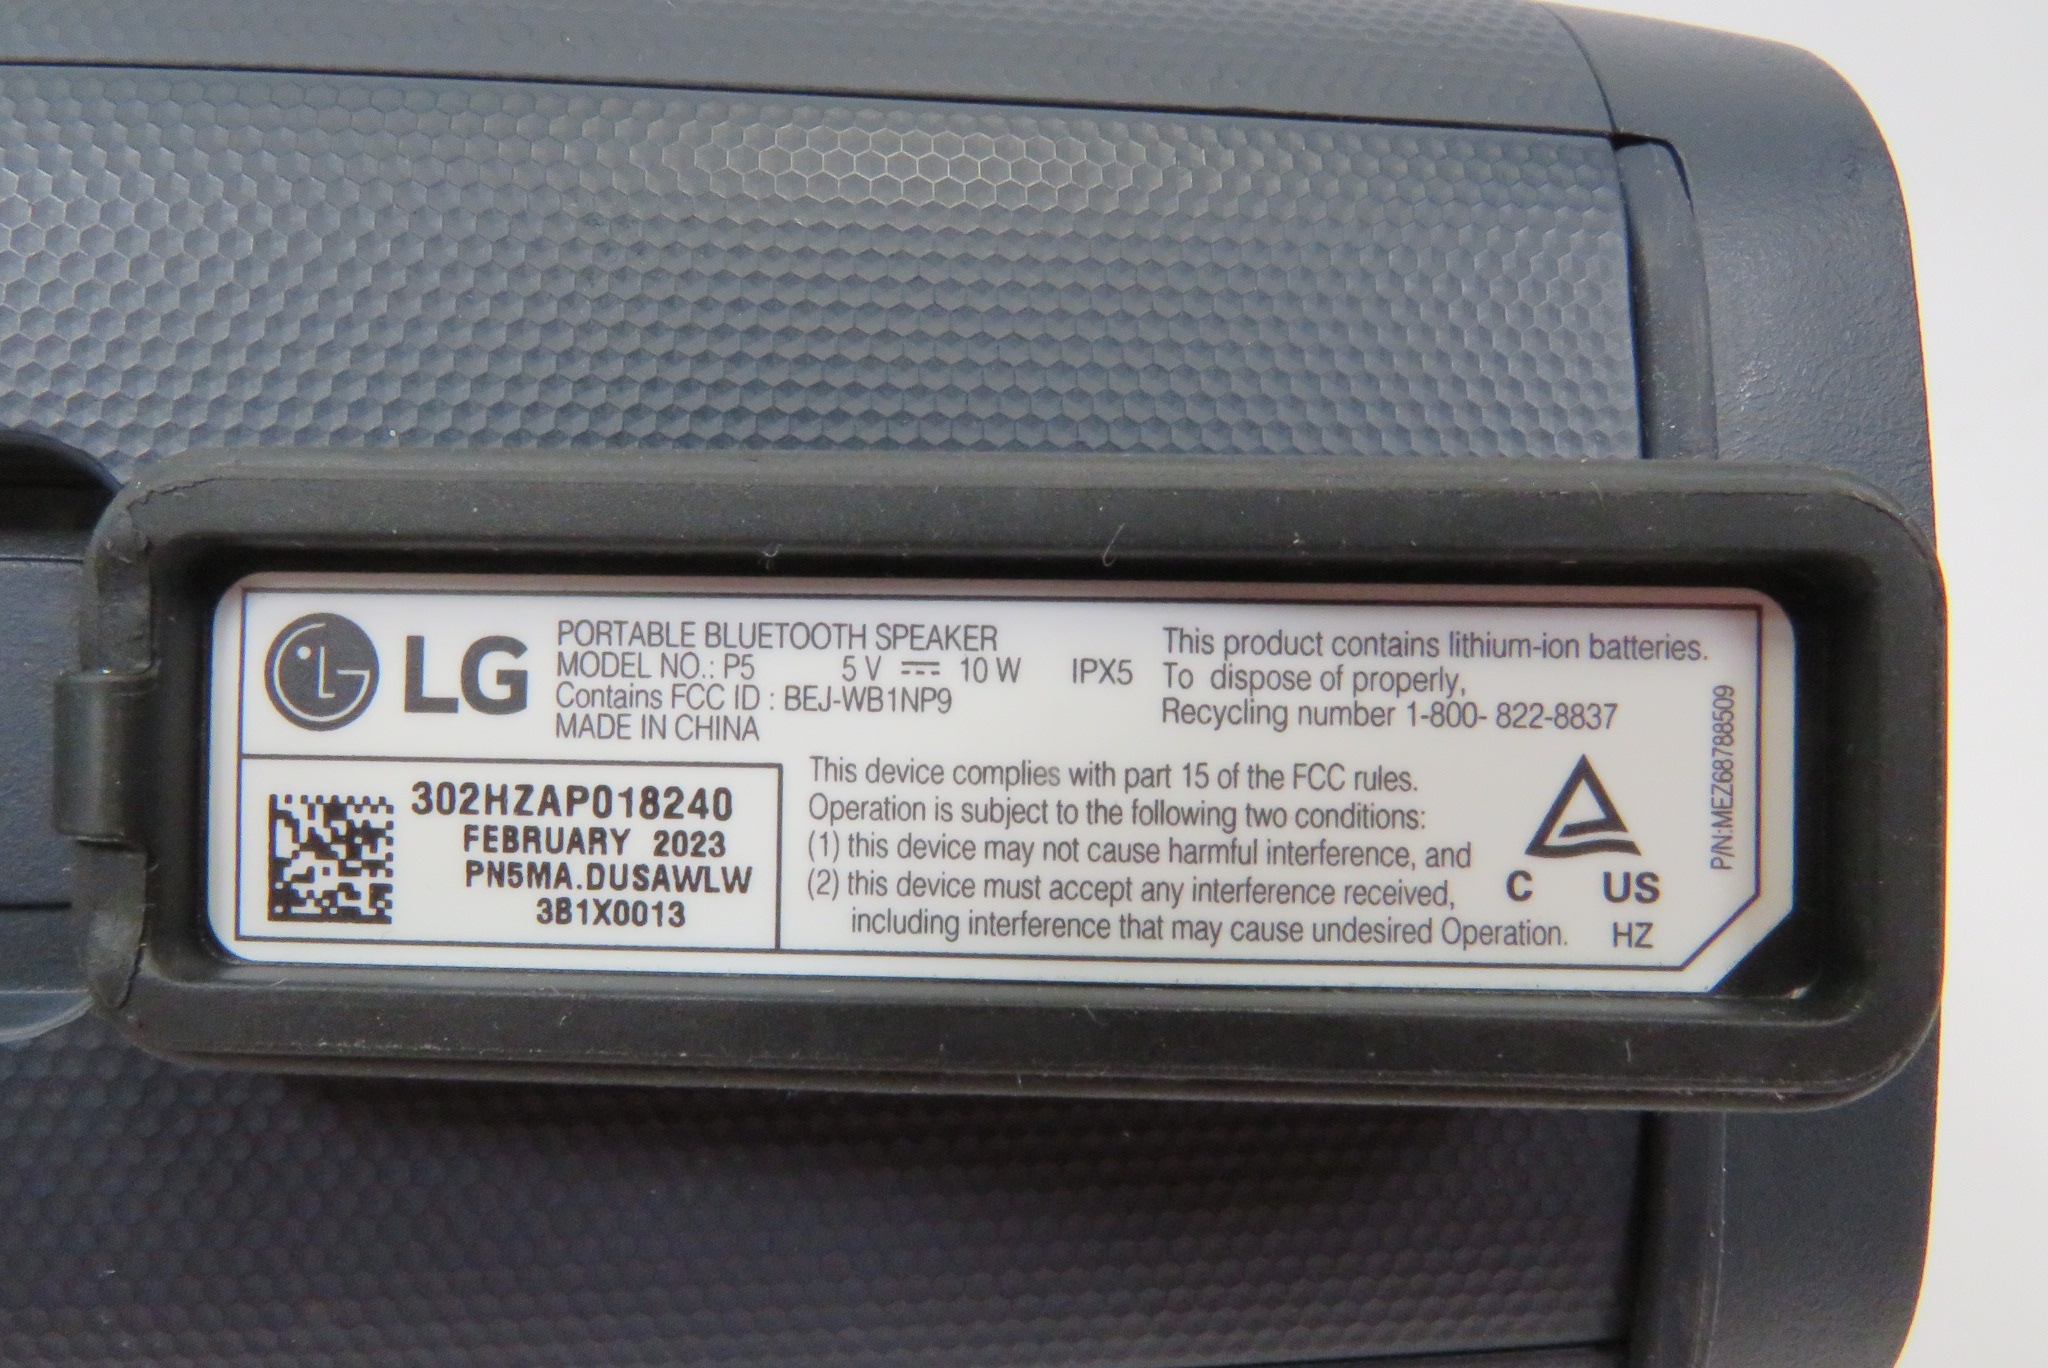 LG
PORTABLE BLUETOOTH SPEAKER
MODEL NO.: P5 5 V ⎓ 10 W IPX5
Contains FCC ID : BEJ-WB1NP9
MADE IN CHINA
This product contains lithium-ion batteries.
To dispose of properly,
Recycling number 1-800- 822-8837
P/N:MEZ68788509
302HZAP018240
FEBRUARY 2023
PN5MA.DUSAWLW
3B1X0013
This device complies with part 15 of the FCC rules.
Operation is subject to the following two conditions:
(1) this device may not cause harmful interference, and
(2) this device must accept any interference received,
including interference that may cause undesired Operation.
C US
HZ